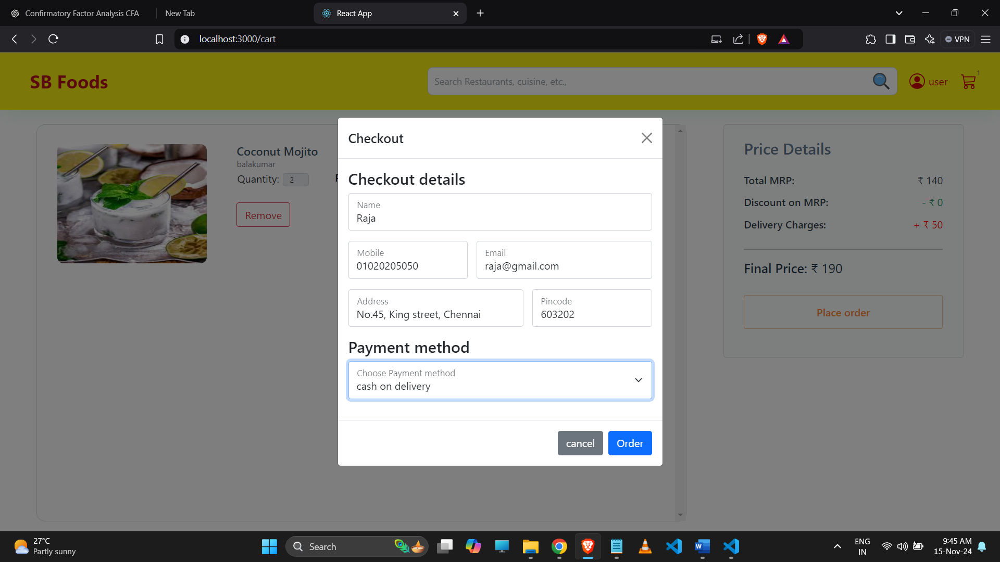 Confirmatory Factor Analysis CFA
New Tab
React App
localhost:3000/cart
VPN
SB Foods
Search Restaurants, cuisine, etc.,
user
1
Coconut Mojito
balakumar
Quantity: 2
Remove
Checkout
Checkout details
Name
Raja
Mobile
01020205050
Email
raja@gmail.com
Address
No.45, King street, Chennai
Pincode
603202
Payment method
Choose Payment method
cash on delivery
cancel
Order
Price Details
Total MRP: ₹ 140
Discount on MRP: - ₹ 0
Delivery Charges: + ₹ 50
Final Price: ₹ 190
Place order
27°C
Partly sunny
Search
ENG
IN
9:45 AM
15-Nov-24